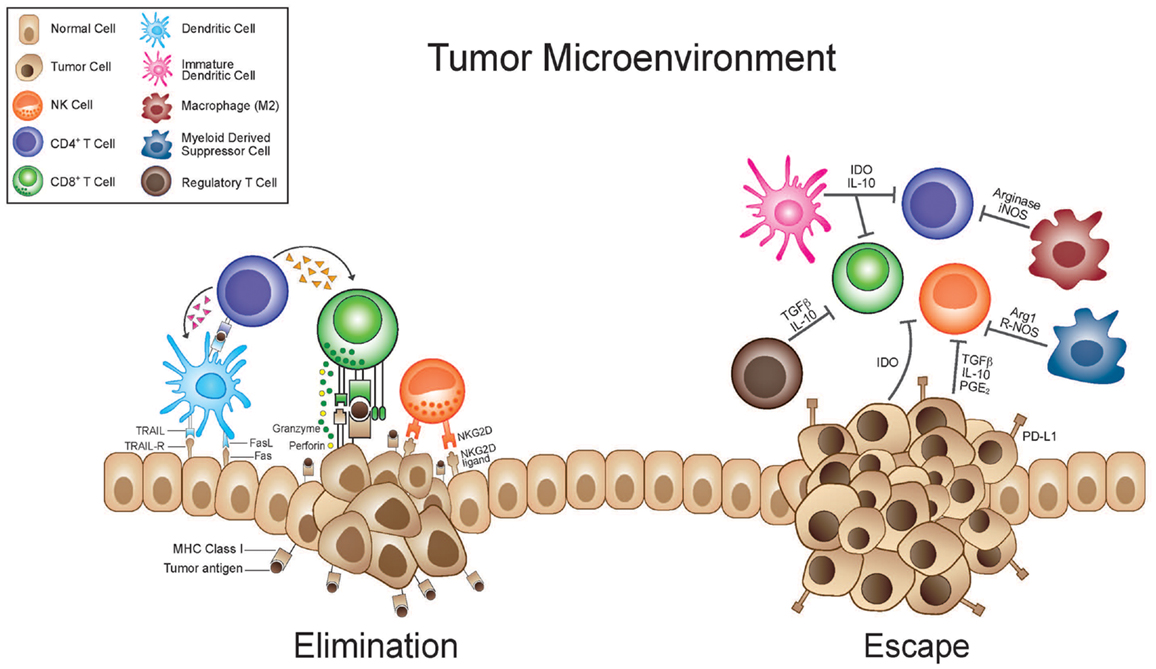 Normal Cell
Tumor Cell
NK Cell
CD4⁺ T Cell
CD8⁺ T Cell
Dendritic Cell
Immature
Dendritic Cell
Macrophage (M2)
Myeloid Derived
Suppressor Cell
Regulatory T Cell
Tumor Microenvironment
TRAIL
TRAIL-R
FasL
Fas
Granzyme
Perforin
NKG2D
NKG2D
ligand
MHC Class I
Tumor antigen
Elimination
IDO
IL-10
Arginase
iNOS
TGFβ
IL-10
Arg1
R-NOS
IDO
TGFβ
IL-10
PGE₂
PD-L1
Escape